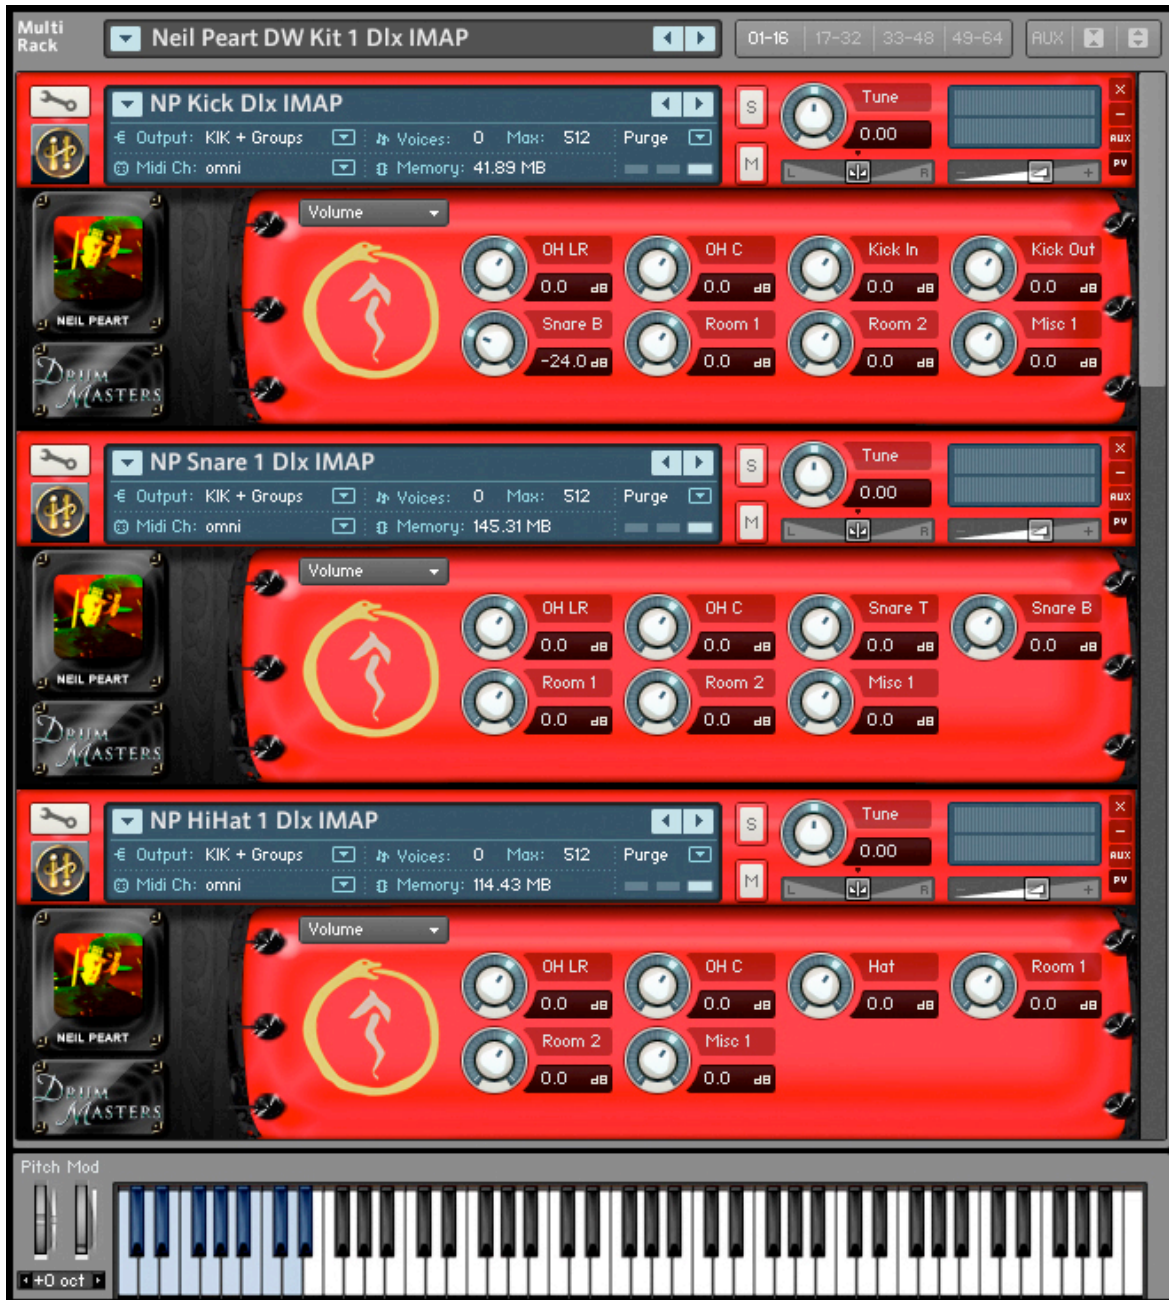 Multi Rack
Neil Peart DW Kit 1 Dlx IMAP
01-16 17-32 33-48 49-64 AUX
NP Kick Dlx IMAP
Output: KIK + Groups Voices: 0 Max: 512 Purge
Midi Ch: omni Memory: 41.89 MB
S
M
Tune
0.00
L R - +
×
-
AUX
PV
NEIL PEART
DRUM MASTERS
Volume
OH LR OH C Kick In Kick Out
0.0 dB 0.0 dB 0.0 dB 0.0 dB
Snare B Room 1 Room 2 Misc 1
-24.0 dB 0.0 dB 0.0 dB 0.0 dB
NP Snare 1 Dlx IMAP
Output: KIK + Groups Voices: 0 Max: 512 Purge
Midi Ch: omni Memory: 145.31 MB
S
M
Tune
0.00
L R - +
×
-
AUX
PV
NEIL PEART
DRUM MASTERS
Volume
OH LR OH C Snare T Snare B
0.0 dB 0.0 dB 0.0 dB 0.0 dB
Room 1 Room 2 Misc 1
0.0 dB 0.0 dB 0.0 dB
NP HiHat 1 Dlx IMAP
Output: KIK + Groups Voices: 0 Max: 512 Purge
Midi Ch: omni Memory: 114.43 MB
S
M
Tune
0.00
L R - +
×
-
AUX
PV
NEIL PEART
DRUM MASTERS
Volume
OH LR OH C Hat Room 1
0.0 dB 0.0 dB 0.0 dB 0.0 dB
Room 2 Misc 1
0.0 dB 0.0 dB
Pitch Mod
+0 oct